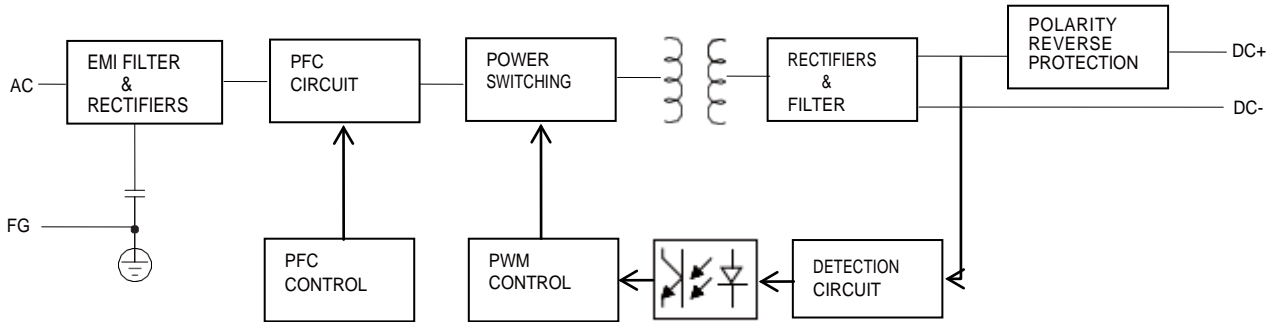 AC
EMI FILTER
&
RECTIFIERS
PFC
CIRCUIT
POWER
SWITCHING
RECTIFIERS
&
FILTER
POLARITY
REVERSE
PROTECTION
DC+
DC-
FG
PFC
CONTROL
PWM
CONTROL
DETECTION
CIRCUIT